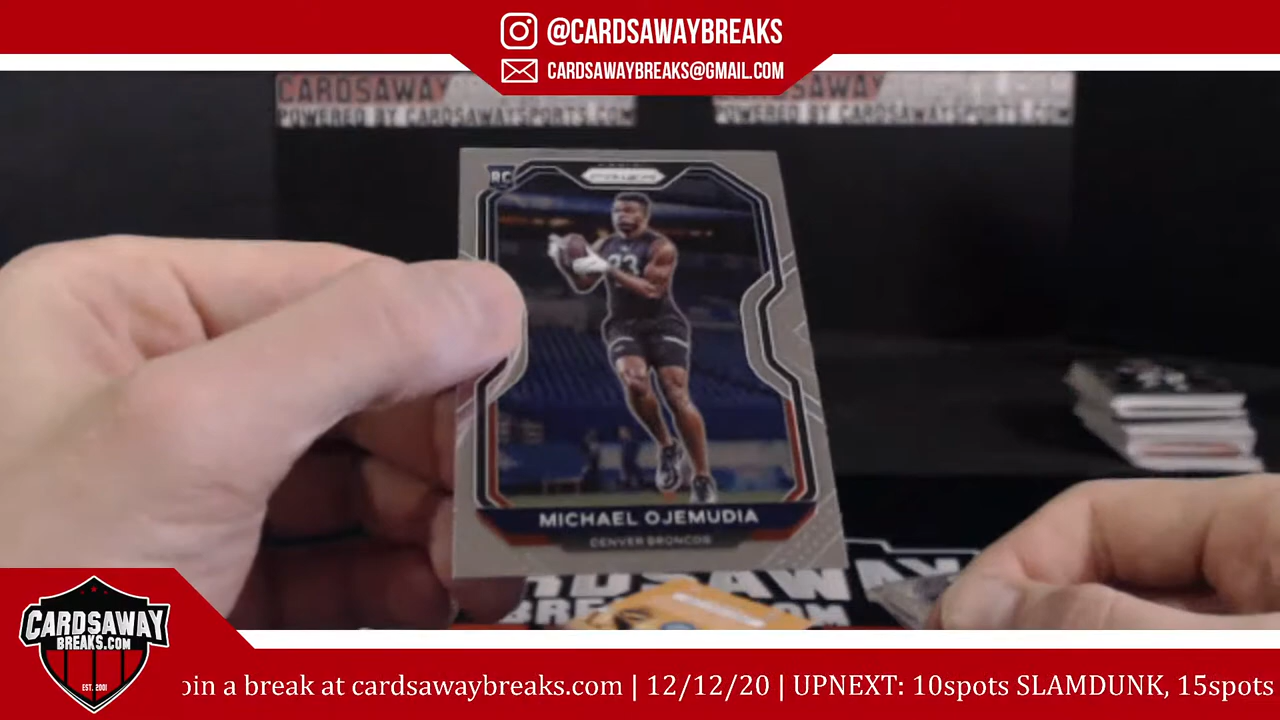 @CARDSAWAYBREAKS
CARDSAWAYBREAKS@GMAIL.COM
CARDSAWAY
POWERED BY CARDSAWAYSPORTS.COM
POWERED BY CARDSAWAYSPORTS.COM
RC
PRIZM
23
MICHAEL OJEMUDIA
DENVER BRONCOS
CARDSAWAY
BREAKS.COM
EST. 2001
oin a break at cardsawaybreaks.com | 12/12/20 | UPNEXT: 10spots SLAMDUNK, 15spots